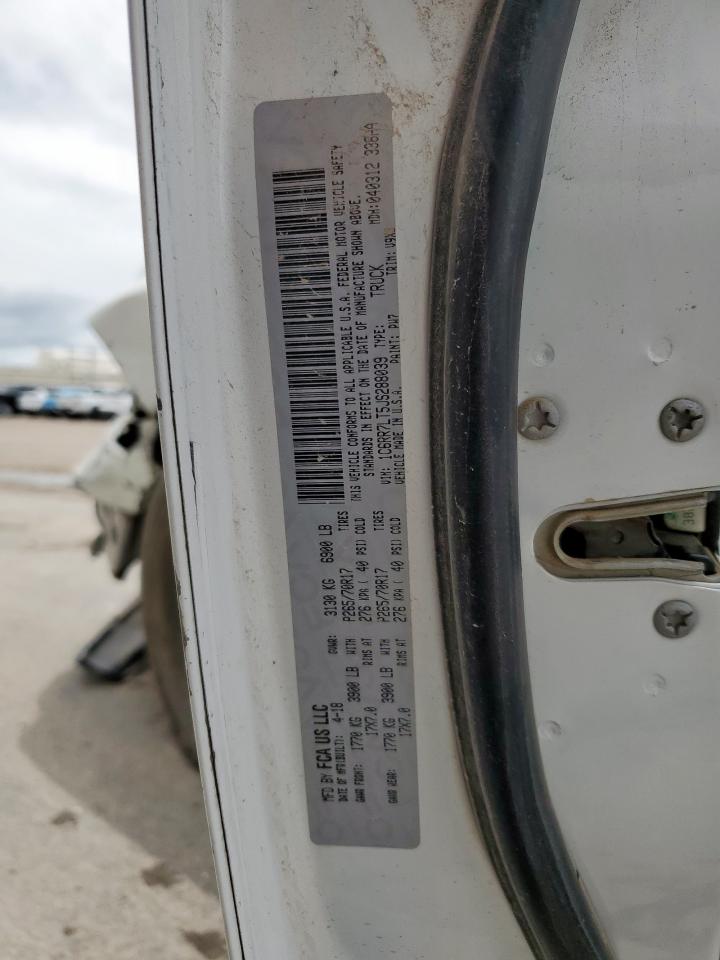 MFD BY FCA US LLC
DATE OF MFR(BUILT): 4-18 GVWR: 3130 KG 6900 LB
GAWR FRONT: 1770 KG 3900 LB WITH P265/70R17 TIRES
17X7.0 RIMS AT 276 KPA ( 40 PSI) COLD
GAWR REAR: 1770 KG 3900 LB WITH P265/70R17 TIRES
17X7.0 RIMS AT 276 KPA ( 40 PSI) COLD
THIS VEHICLE CONFORMS TO ALL APPLICABLE U.S.A. FEDERAL MOTOR VEHICLE SAFETY
STANDARDS IN EFFECT ON THE DATE OF MANUFACTURE SHOWN ABOVE.
VIN: 1C6RR7LT5JS288039 TYPE: TRUCK MDH:040312
VEHICLE MADE IN U.S.A. PAINT: PW7 TRIM:
38